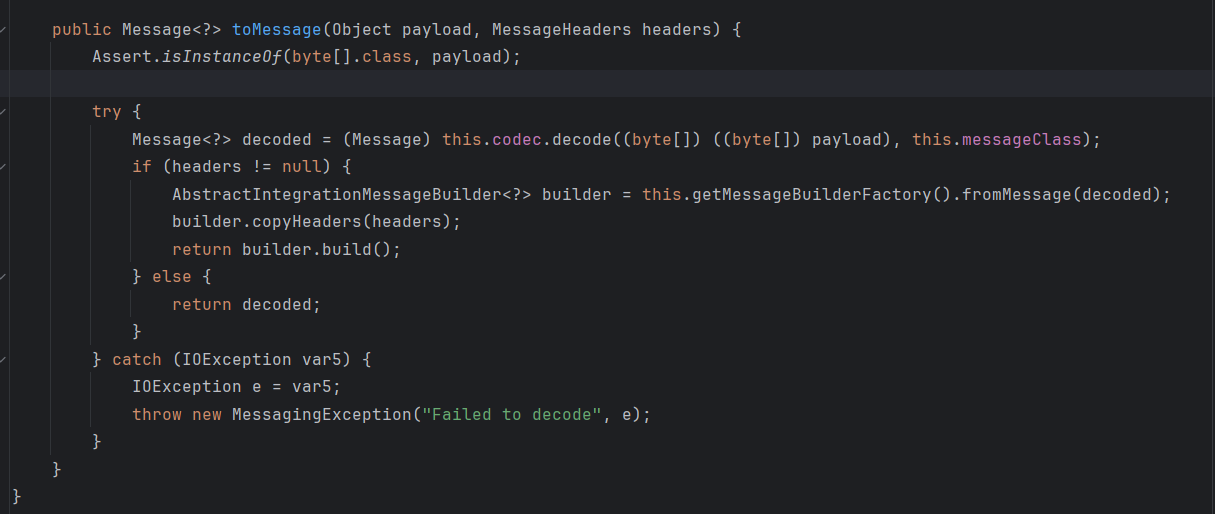 public Message<?> toMessage(Object payload, MessageHeaders headers) {
Assert.isInstanceOf(byte[].class, payload);
try {
Message<?> decoded = (Message) this.codec.decode((byte[]) ((byte[]) payload), this.messageClass);
if (headers != null) {
AbstractIntegrationMessageBuilder<?> builder = this.getMessageBuilderFactory().fromMessage(decoded);
builder.copyHeaders(headers);
return builder.build();
} else {
return decoded;
}
} catch (IOException var5) {
IOException e = var5;
throw new MessagingException("Failed to decode", e);
}
}
}